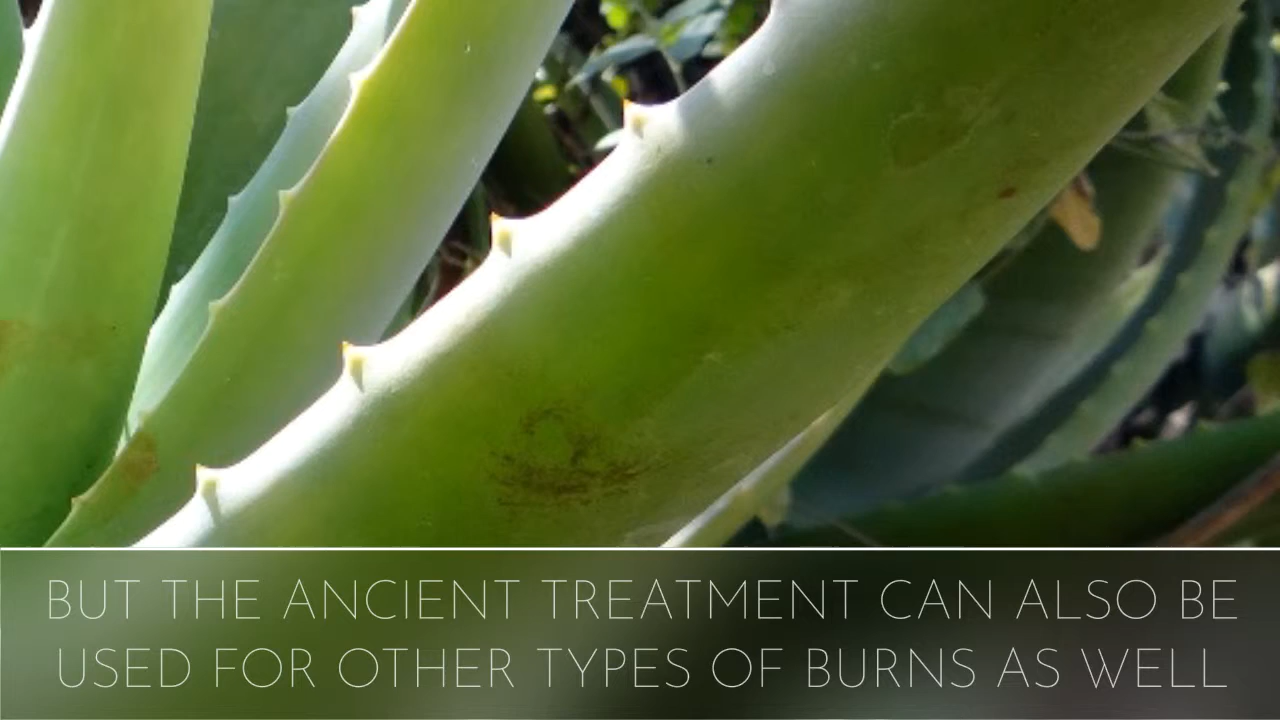 BUT THE ANCIENT TREATMENT CAN ALSO BE
USED FOR OTHER TYPES OF BURNS AS WELL